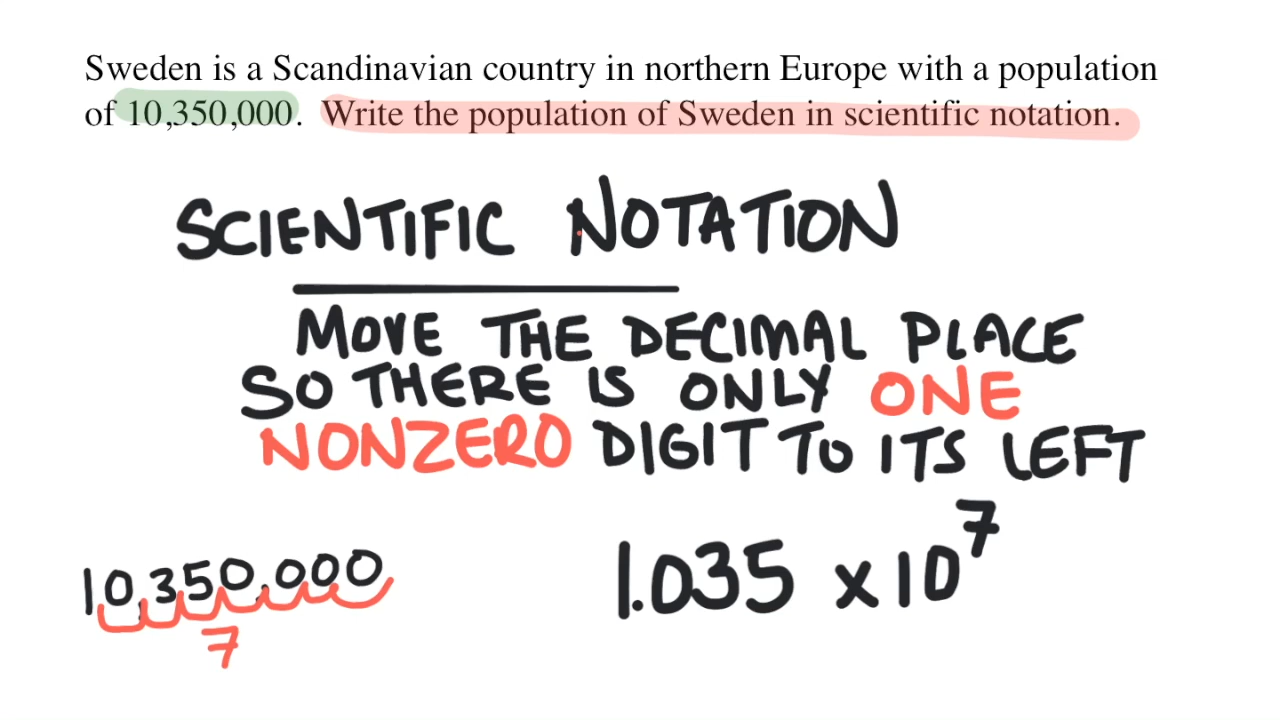 Sweden is a Scandinavian country in northern Europe with a population
of 10,350,000. Write the population of Sweden in scientific notation.
SCIENTIFIC NOTATION
MOVE THE DECIMAL PLACE
SO THERE IS ONLY ONE
NONZERO DIGIT TO ITS LEFT
10,350,000
7
1.035 x 10⁷